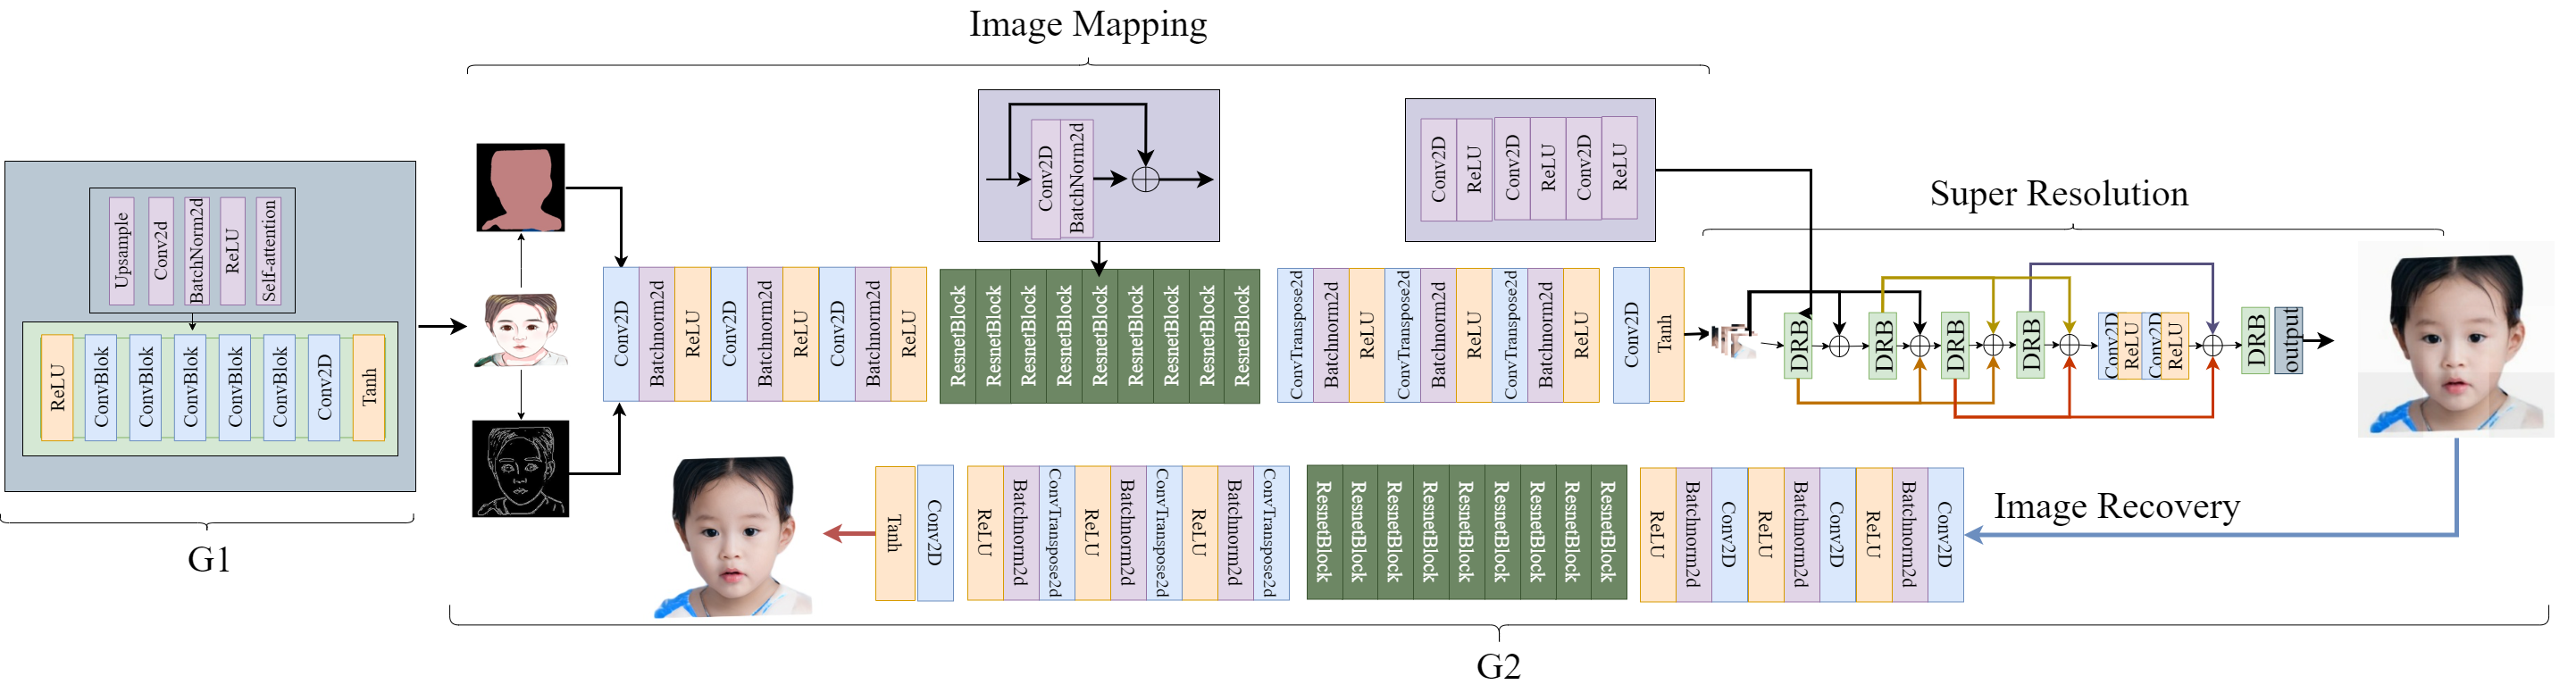 Image Mapping
Upsample
Conv2d
BatchNorm2d
ReLU
Self-attention
ReLU
ConvBlok
ConvBlok
ConvBlok
ConvBlok
ConvBlok
Conv2D
Tanh
G1
Conv2D
BatchNorm2d
Conv2D
ReLU
Conv2D
ReLU
Conv2D
ReLU
Super Resolution
Conv2D
Batchnorm2d
ReLU
Conv2D
Batchnorm2d
ReLU
Conv2D
Batchnorm2d
ReLU
ResnetBlock
ResnetBlock
ResnetBlock
ResnetBlock
ResnetBlock
ResnetBlock
ResnetBlock
ResnetBlock
ResnetBlock
ConvTranspose2d
Batchnorm2d
ReLU
ConvTranspose2d
Batchnorm2d
ReLU
ConvTranspose2d
Batchnorm2d
ReLU
Conv2D
Tanh
DRB
DRB
DRB
DRB
Conv2D
ReLU
Conv2D
ReLU
DRB
output
Image Recovery
Tanh
Conv2D
ReLU
Batchnorm2d
ConvTranspose2d
ReLU
Batchnorm2d
ConvTranspose2d
ReLU
Batchnorm2d
ConvTranspose2d
ResnetBlock
ResnetBlock
ResnetBlock
ResnetBlock
ResnetBlock
ResnetBlock
ResnetBlock
ResnetBlock
ResnetBlock
ReLU
Batchnorm2d
Conv2D
ReLU
Batchnorm2d
Conv2D
ReLU
Batchnorm2d
Conv2D
G2